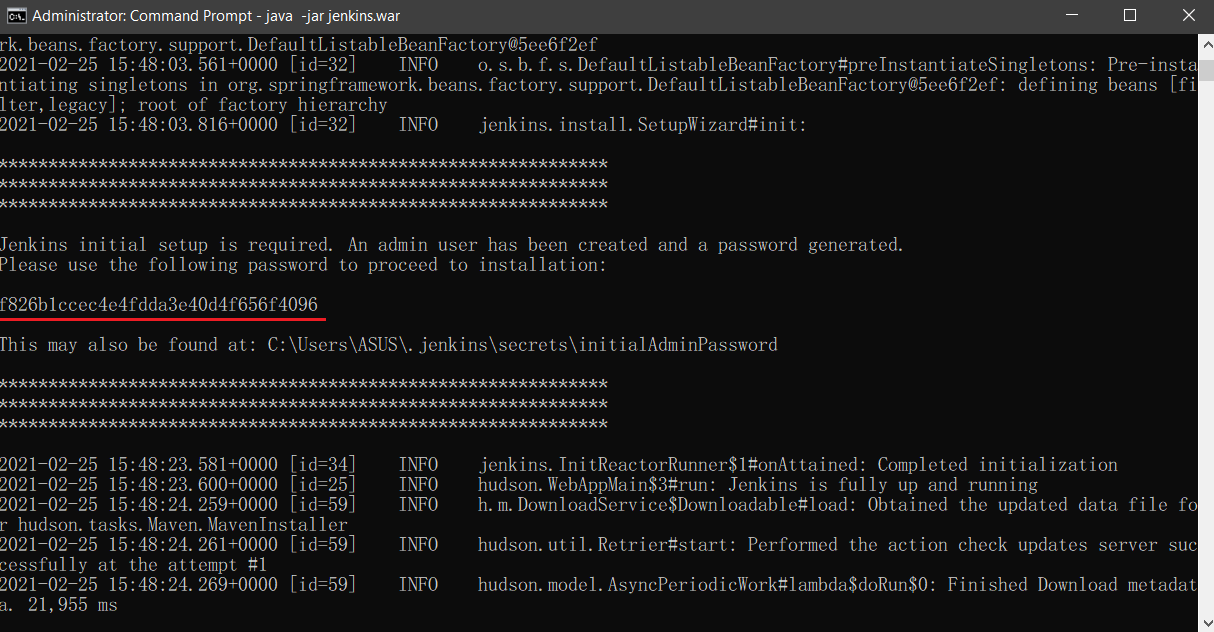 Administrator: Command Prompt - java  -jar jenkins.war
rk.beans.factory.support.DefaultListableBeanFactory@5ee6f2ef
2021-02-25 15:48:03.561+0000 [id=32]    INFO    o.s.b.f.s.DefaultListableBeanFactory#preInstantiateSingletons: Pre-insta
ntiating singletons in org.springframework.beans.factory.support.DefaultListableBeanFactory@5ee6f2ef: defining beans [fi
lter,legacy]; root of factory hierarchy
2021-02-25 15:48:03.816+0000 [id=32]    INFO    jenkins.install.SetupWizard#init:
*************************************************************
*************************************************************
*************************************************************
Jenkins initial setup is required. An admin user has been created and a password generated.
Please use the following password to proceed to installation:
f826b1ccec4e4fdda3e40d4f656f4096
This may also be found at: C:\Users\ASUS\.jenkins\secrets\initialAdminPassword
*************************************************************
*************************************************************
*************************************************************
2021-02-25 15:48:23.581+0000 [id=34]    INFO    jenkins.InitReactorRunner$1#onAttained: Completed initialization
2021-02-25 15:48:23.600+0000 [id=25]    INFO    hudson.WebAppMain$3#run: Jenkins is fully up and running
2021-02-25 15:48:24.259+0000 [id=59]    INFO    h.m.DownloadService$Downloadable#load: Obtained the updated data file fo
r hudson.tasks.Maven.MavenInstaller
2021-02-25 15:48:24.261+0000 [id=59]    INFO    hudson.util.Retrier#start: Performed the action check updates server suc
cessfully at the attempt #1
2021-02-25 15:48:24.269+0000 [id=59]    INFO    hudson.model.AsyncPeriodicWork#lambda$doRun$0: Finished Download metadat
a. 21,955 ms